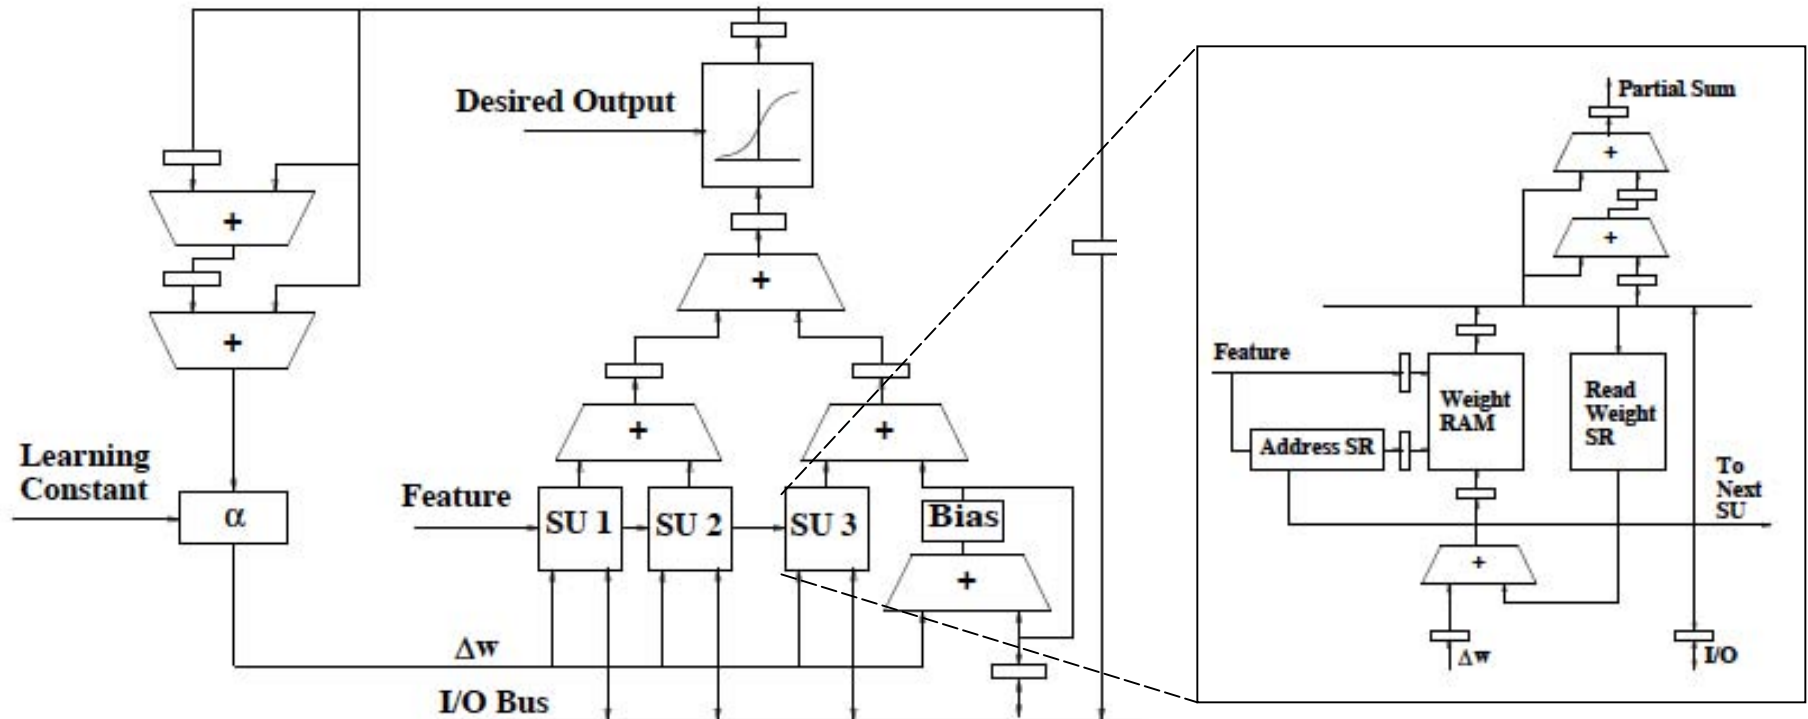 Desired Output
+
+
+
Learning
Constant
α
+
+
Feature
SU 1
SU 2
SU 3
Bias
+
Δw
I/O Bus
Partial Sum
+
+
Feature
Weight
RAM
Read
Weight
SR
Address SR
To
Next
SU
+
Δw
I/O